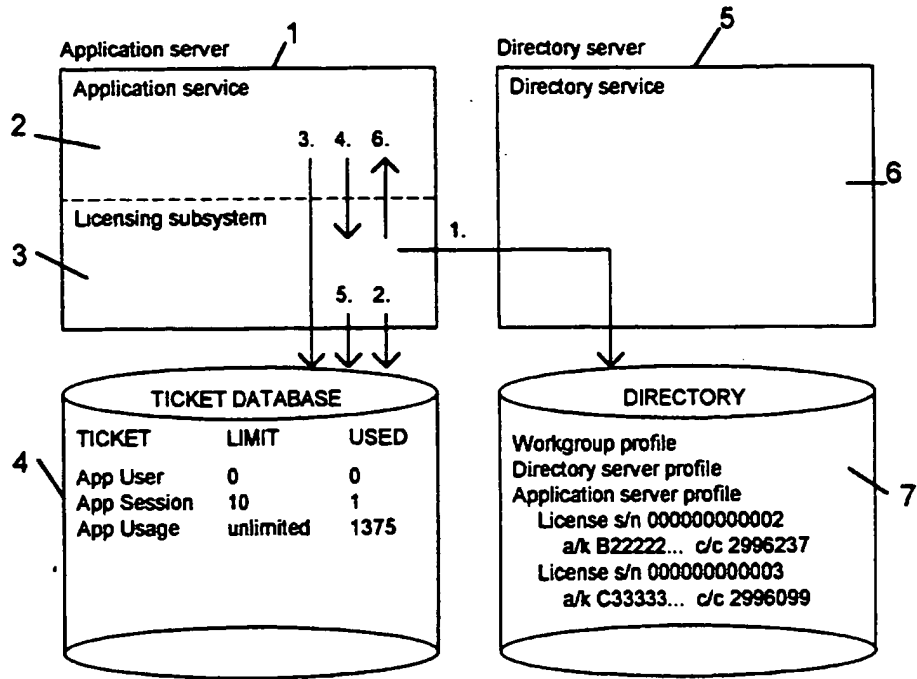 1
5
Application server
Directory server
Application service
Directory service
2
3. 4. 6.
6
Licensing subsystem
1.
3
5. 2.
TICKET DATABASE
DIRECTORY
TICKET LIMIT USED
App User 0 0
App Session 10 1
App Usage unlimited 1375
4
Workgroup profile
Directory server profile
Application server profile
License s/n 000000000002
a/k B22222... c/c 2996237
License s/n 000000000003
a/k C33333... c/c 2996099
7